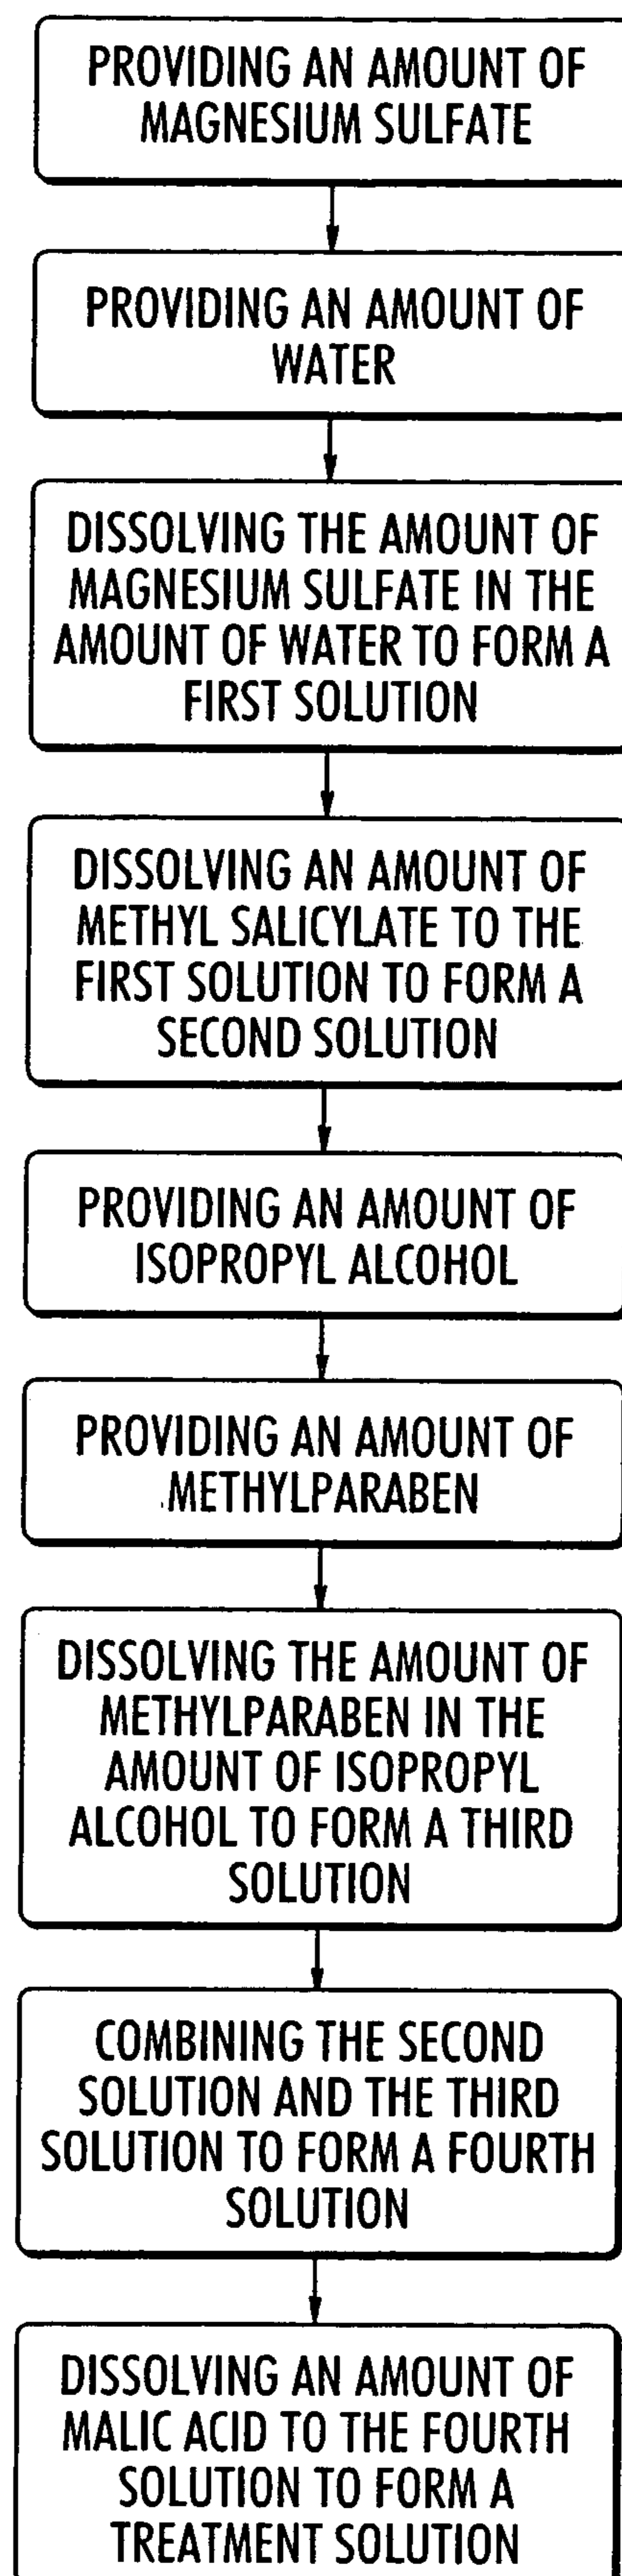 PROVIDING AN AMOUNT OF
MAGNESIUM SULFATE
PROVIDING AN AMOUNT OF
WATER
DISSOLVING THE AMOUNT OF
MAGNESIUM SULFATE IN THE
AMOUNT OF WATER TO FORM A
FIRST SOLUTION
DISSOLVING AN AMOUNT OF
METHYL SALICYLATE TO THE
FIRST SOLUTION TO FORM A
SECOND SOLUTION
PROVIDING AN AMOUNT OF
ISOPROPYL ALCOHOL
PROVIDING AN AMOUNT OF
METHYLPARABEN
DISSOLVING THE AMOUNT OF
METHYLPARABEN IN THE
AMOUNT OF ISOPROPYL
ALCOHOL TO FORM A THIRD
SOLUTION
COMBINING THE SECOND
SOLUTION AND THE THIRD
SOLUTION TO FORM A FOURTH
SOLUTION
DISSOLVING AN AMOUNT OF
MALIC ACID TO THE FOURTH
SOLUTION TO FORM A
TREATMENT SOLUTION